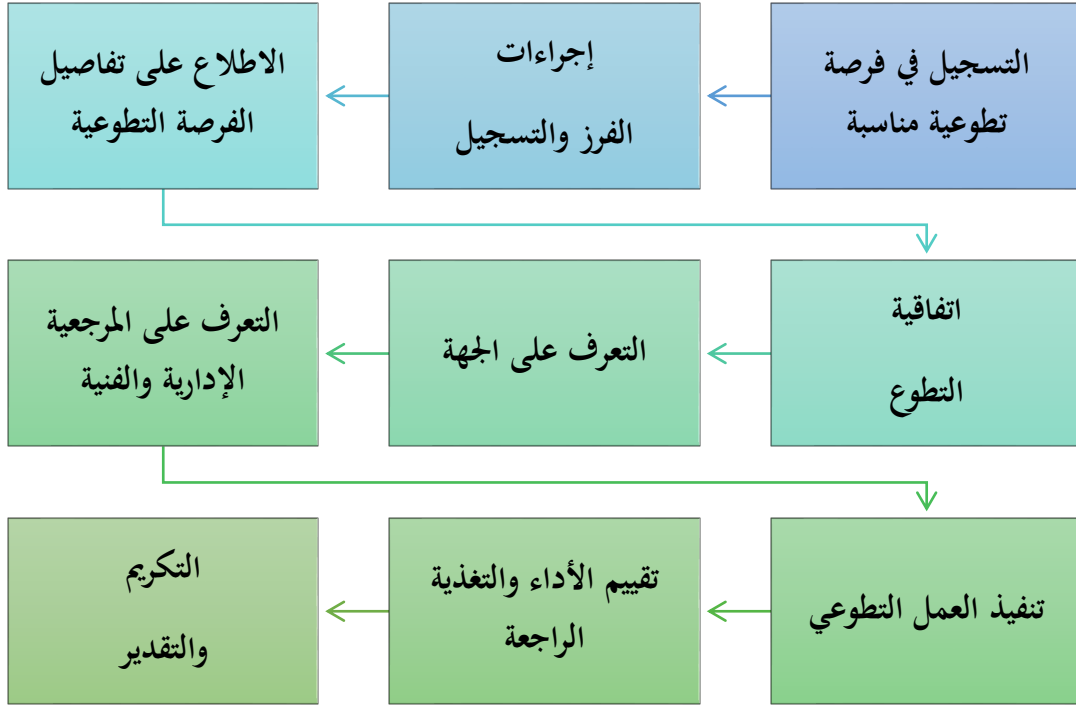 التسجيل في فرصة
تطوعية مناسبة
إجراءات
الفرز والتسجيل
الاطلاع على تفاصيل
الفرصة التطوعية
اتفاقية
التطوع
التعرف على الجهة
التعرف على المرجعية
الإدارية والفنية
تنفيذ العمل التطوعي
تقييم الأداء والتغذية
الراجعة
التكريم
والتقدير